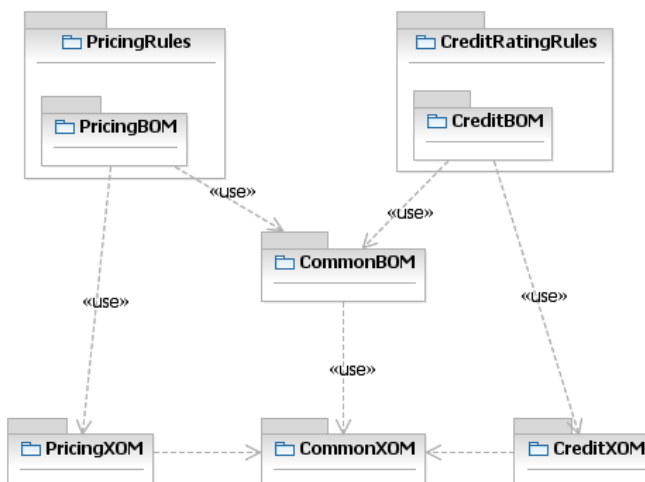 PricingRules
CreditRatingRules
PricingBOM
CreditBOM
«use»
«use»
CommonBOM
«use»
«use»
«use»
PricingXOM
CommonXOM
CreditXOM